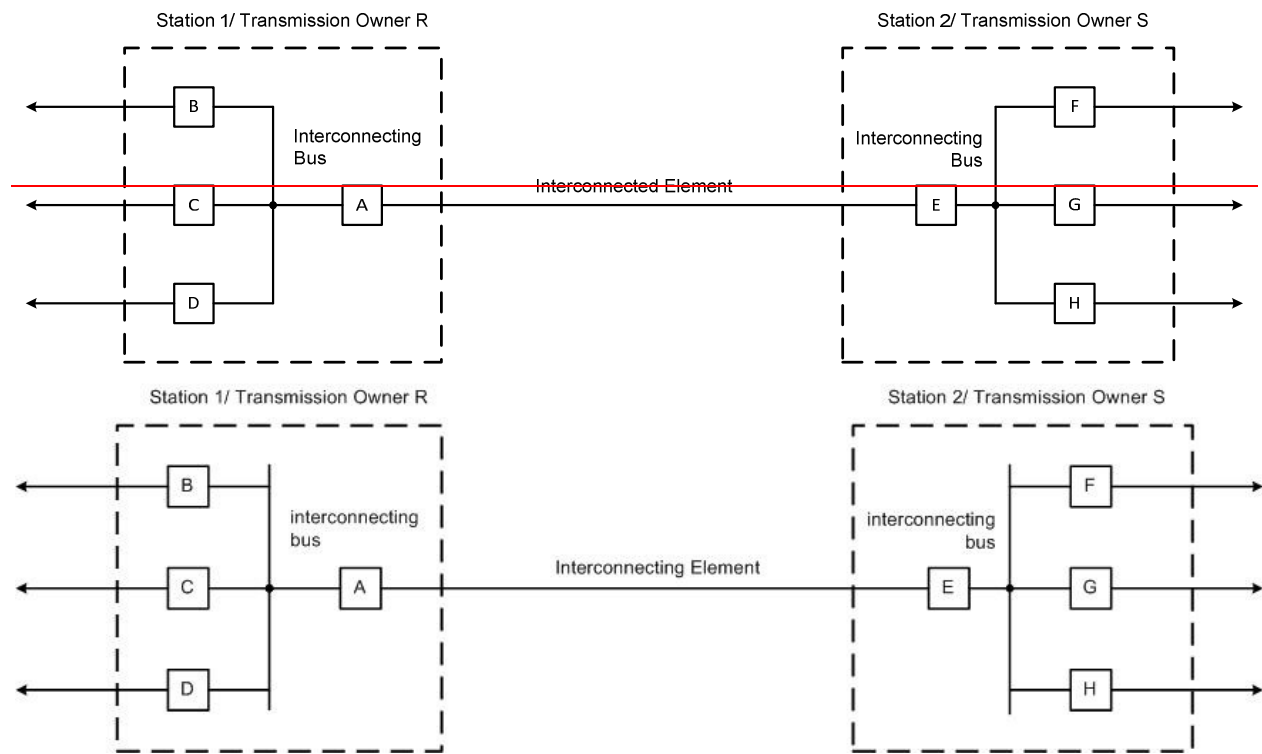 Station 1/ Transmission Owner R
Station 2/ Transmission Owner S
B
F
Interconnecting
Bus
Interconnecting
Bus
Interconnected Element
C
A
E
G
D
H
Station 1/ Transmission Owner R
Station 2/ Transmission Owner S
B
F
interconnecting
bus
interconnecting
bus
Interconnecting Element
C
A
E
G
D
H